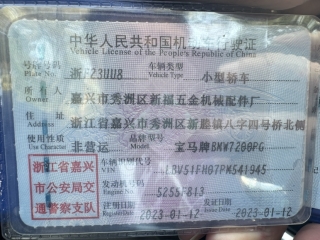 中华人民共和国机动车行驶证
Vehicle License of the People's Republic of China
号牌号码 浙F23UU8 车辆类型 小型轿车
Plate No. Vehicle Type
所有人 嘉兴市秀洲区新福五金机械配件厂
Owner
住址 浙江省嘉兴市秀洲区新塍镇八字四号桥北侧
Address
使用性质 非营运 品牌型号 宝马牌BMW7200PG
Use Character
浙江省嘉兴
市公安局交
通警察支队
车辆识别代号 LBV51FH07PM541945
VIN
发动机号码 5255F813
Engine No.
注册日期 2023-01-12 发证日期 2023-01-12
Register Date Issue Date